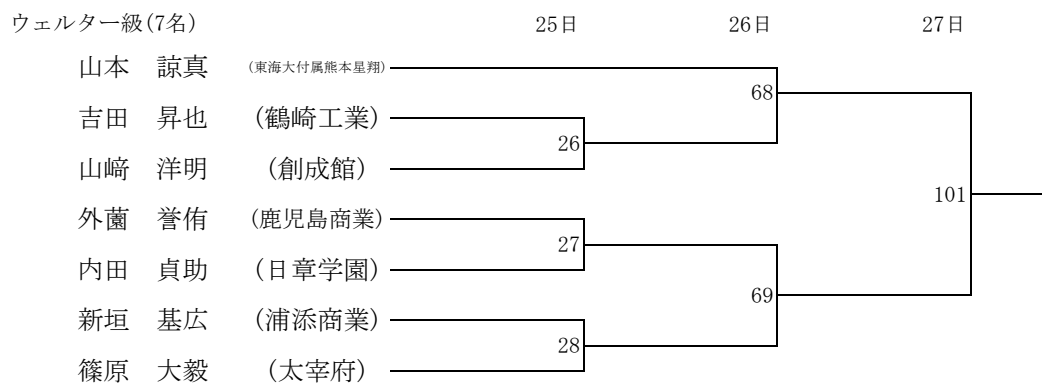 ウェルター級(7名) 25日 26日 27日
山本 諒真 (東海大付属熊本星翔)
68
吉田 昇也 (鶴崎工業)
26
山﨑 洋明 (創成館)
101
外薗 誉侑 (鹿児島商業)
27
内田 貞助 (日章学園)
69
新垣 基広 (浦添商業)
28
篠原 大毅 (太宰府)